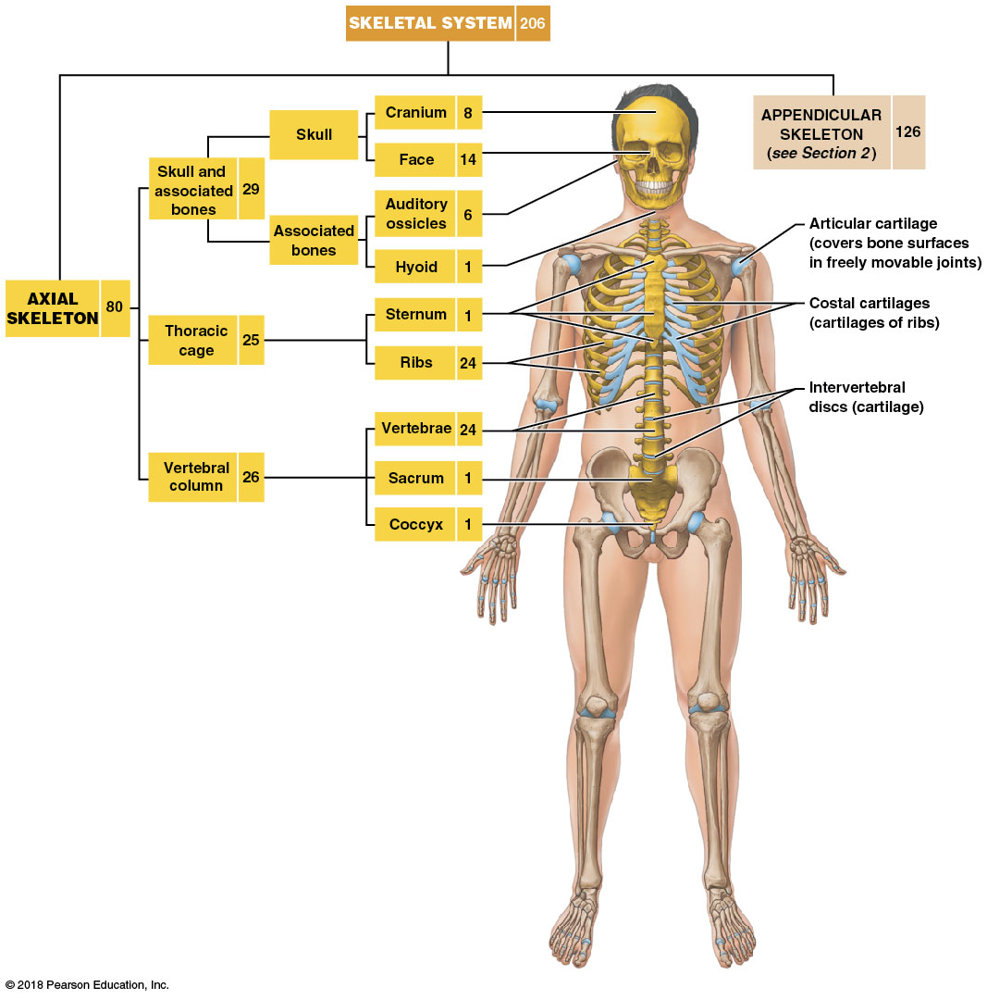 SKELETAL SYSTEM 206
AXIAL
SKELETON 80
Skull and
associated
bones 29
Thoracic
cage 25
Vertebral
column 26
Skull
Associated
bones
Cranium 8
Face 14
Auditory
ossicles 6
Hyoid 1
Sternum 1
Ribs 24
Vertebrae 24
Sacrum 1
Coccyx 1
APPENDICULAR
SKELETON
(see Section 2) 126
Articular cartilage
(covers bone surfaces
in freely movable joints)
Costal cartilages
(cartilages of ribs)
Intervertebral
discs (cartilage)
© 2018 Pearson Education, Inc.